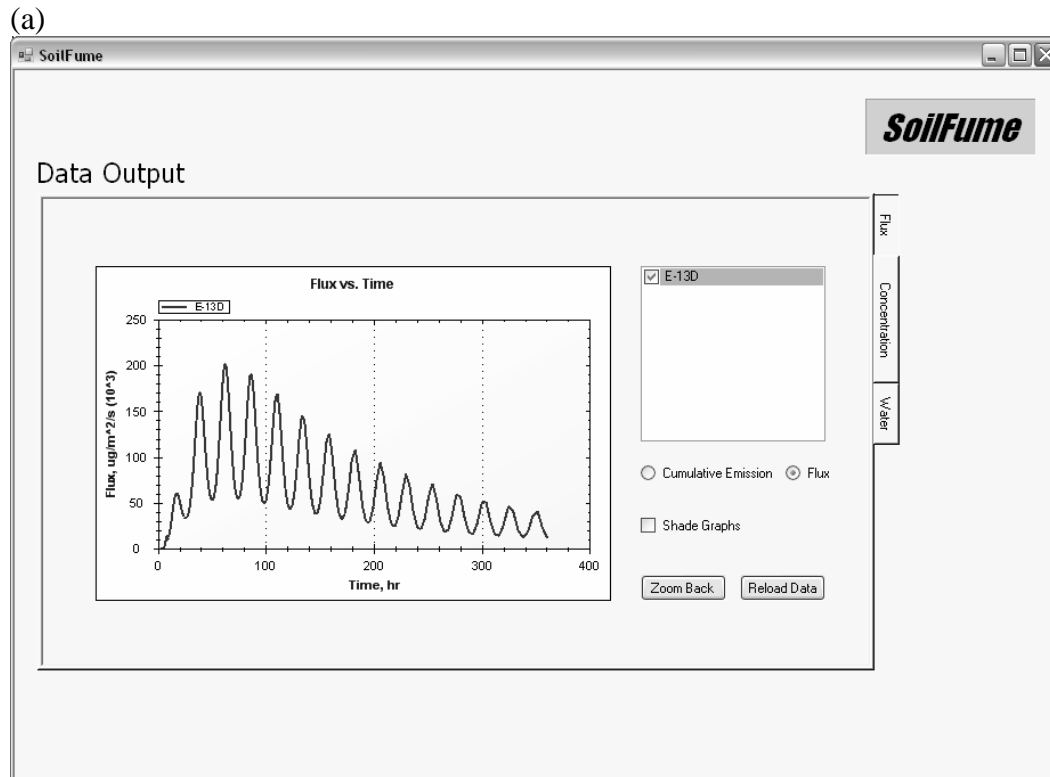 (a)
SoilFume
SoilFume
Data Output
Flux
Concentration
Water
Flux vs. Time
E-13D
250
200
150
100
50
0
Flux, ug/m^2/s (10^3)
0 100 200 300 400
Time, hr
E-13D
Cumulative Emission Flux
Shade Graphs
Zoom Back Reload Data